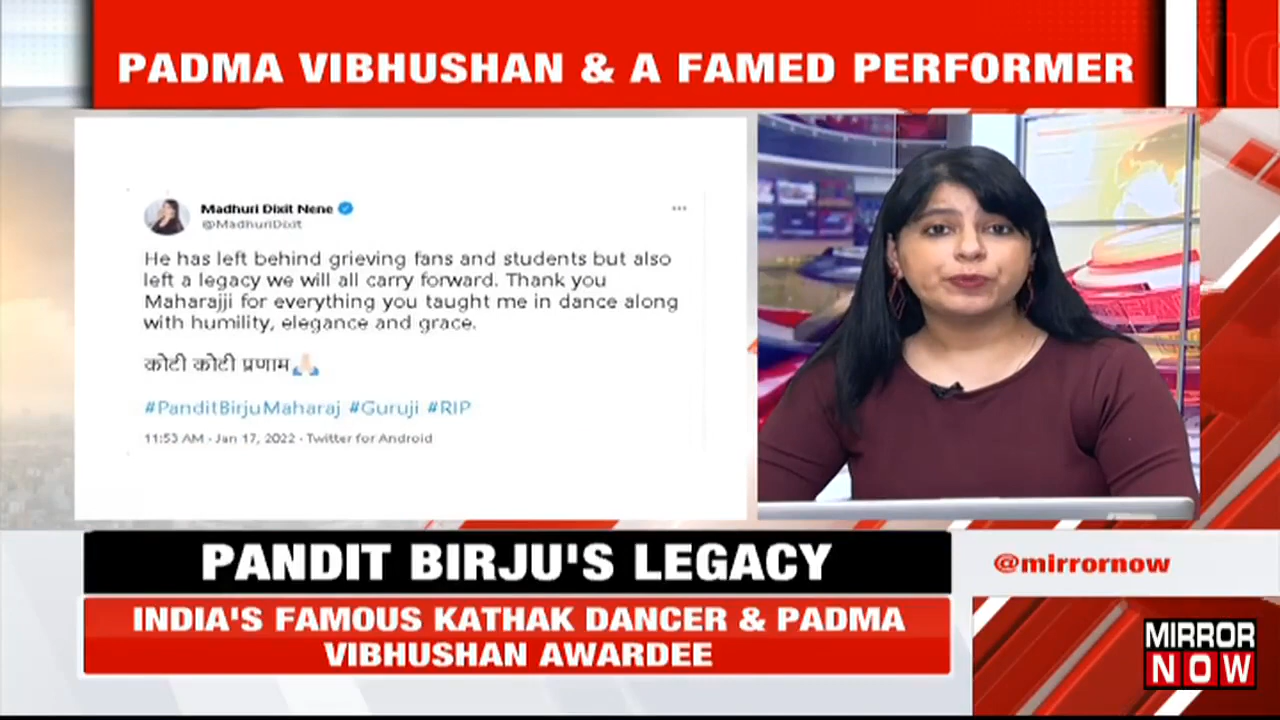 PADMA VIBHUSHAN & A FAMED PERFORMER
Madhuri Dixit Nene
@MadhuriDixit
He has left behind grieving fans and students but also
left a legacy we will all carry forward. Thank you
Maharajji for everything you taught me in dance along
with humility, elegance and grace.
कोटी कोटी प्रणाम🙏🏻
#PanditBirjuMaharaj #Guruji #RIP
11:53 AM · Jan 17, 2022 · Twitter for Android
PANDIT BIRJU'S LEGACY
@mirrornow
INDIA'S FAMOUS KATHAK DANCER & PADMA
VIBHUSHAN AWARDEE
MIRROR
NOW